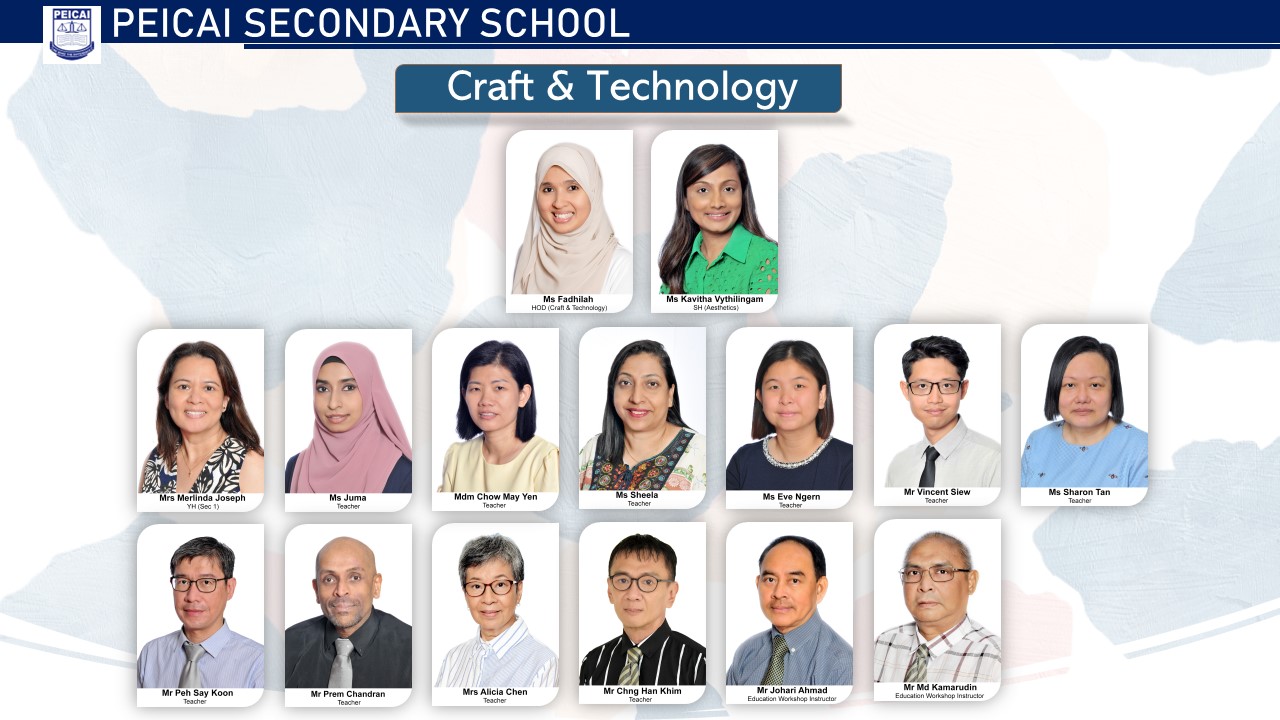 PEICAI
PEICAI SECONDARY SCHOOL
Craft & Technology
Ms Fadhilah
HOD (Craft & Technology)
Ms Kavitha Vythilingam
SH (Aesthetics)
Mrs Merlinda Joseph
YH (Sec 1)
Ms Juma
Teacher
Mdm Chow May Yen
Teacher
Ms Sheela
Teacher
Ms Eve Ngern
Teacher
Mr Vincent Siew
Teacher
Ms Sharon Tan
Teacher
Mr Peh Say Koon
Teacher
Mr Prem Chandran
Teacher
Mrs Alicia Chen
Teacher
Mr Chng Han Khim
Teacher
Mr Johari Ahmad
Education Workshop Instructor
Mr Md Kamarudin
Education Workshop Instructor